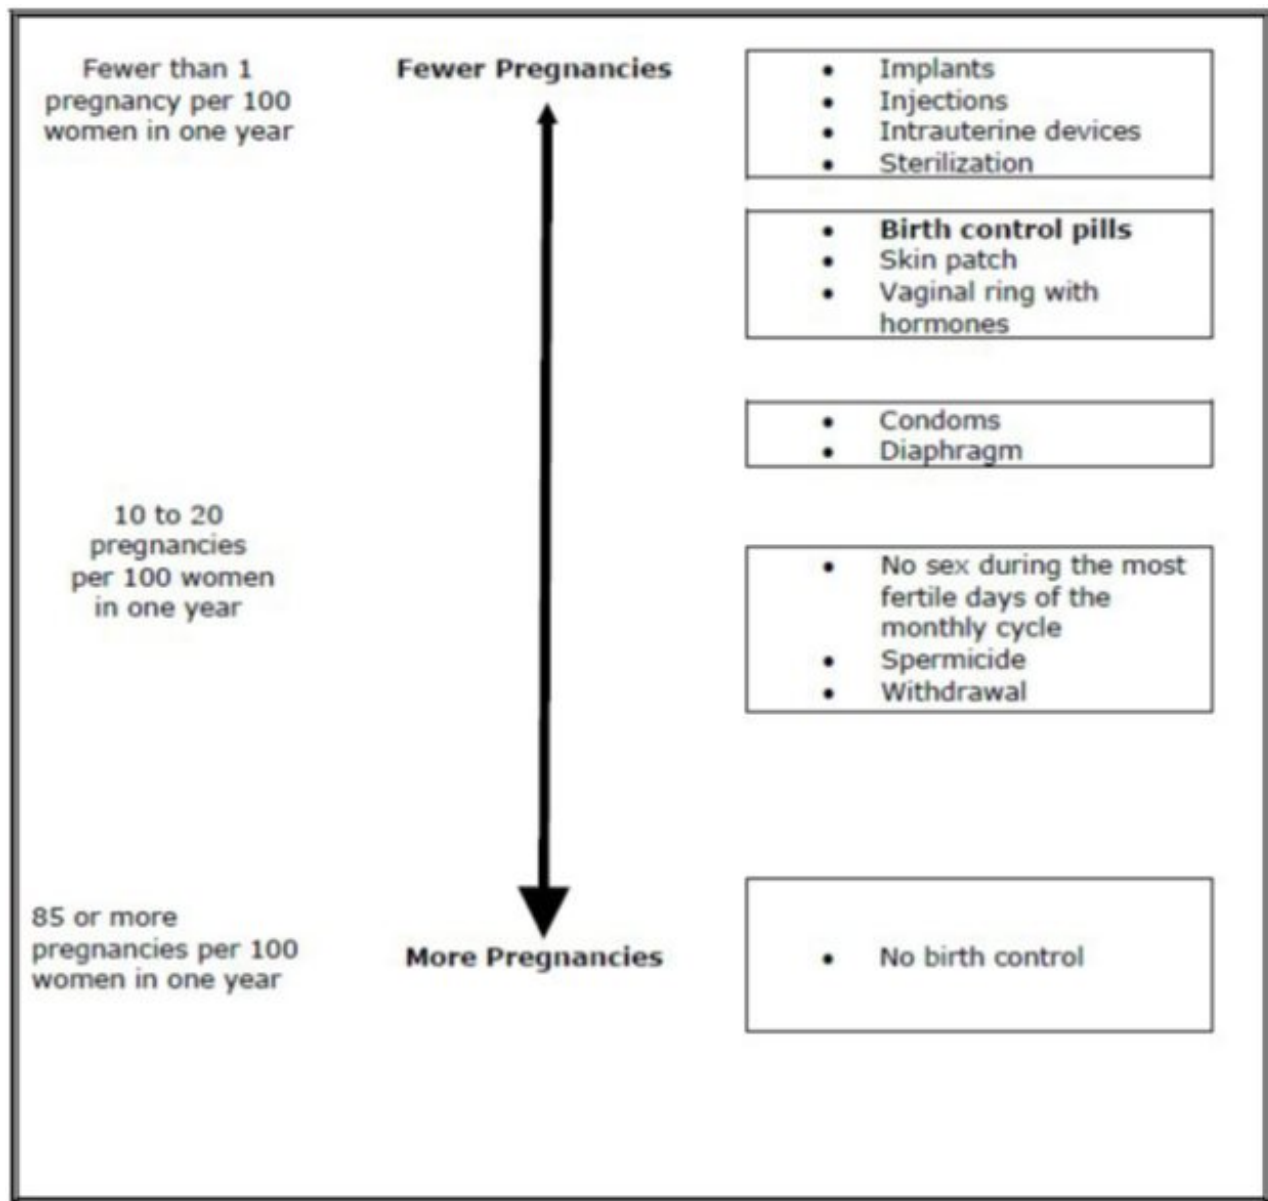 Fewer than 1
pregnancy per 100
women in one year
Fewer Pregnancies
• Implants
• Injections
• Intrauterine devices
• Sterilization
• Birth control pills
• Skin patch
• Vaginal ring with
hormones
• Condoms
• Diaphragm
10 to 20
pregnancies
per 100 women
in one year
• No sex during the most
fertile days of the
monthly cycle
• Spermicide
• Withdrawal
85 or more
pregnancies per 100
women in one year
More Pregnancies
• No birth control